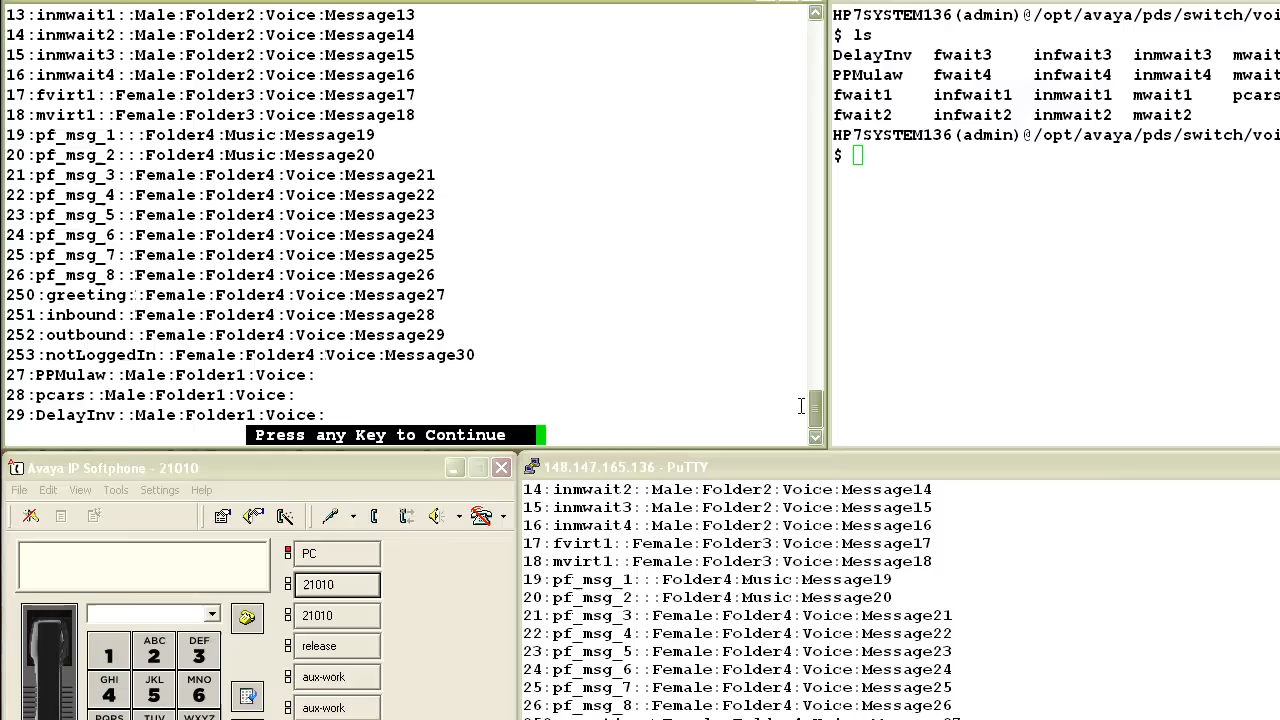 13:inmwait1::Male:Folder2:Voice:Message13
14:inmwait2::Male:Folder2:Voice:Message14
15:inmwait3::Male:Folder2:Voice:Message15
16:inmwait4::Male:Folder2:Voice:Message16
17:fvirt1::Female:Folder3:Voice:Message17
18:mvirt1::Female:Folder3:Voice:Message18
19:pf_msg_1:::Folder4:Music:Message19
20:pf_msg_2:::Folder4:Music:Message20
21:pf_msg_3::Female:Folder4:Voice:Message21
22:pf_msg_4::Female:Folder4:Voice:Message22
23:pf_msg_5::Female:Folder4:Voice:Message23
24:pf_msg_6::Female:Folder4:Voice:Message24
25:pf_msg_7::Female:Folder4:Voice:Message25
26:pf_msg_8::Female:Folder4:Voice:Message26
250:greeting::Female:Folder4:Voice:Message27
251:inbound::Female:Folder4:Voice:Message28
252:outbound::Female:Folder4:Voice:Message29
253:notLoggedIn::Female:Folder4:Voice:Message30
27:PPMulaw::Male:Folder1:Voice:
28:pcars::Male:Folder1:Voice:
29:DelayInv::Male:Folder1:Voice:
Press any Key to Continue
HP7SYSTEM136(admin)@/opt/avaya/pds/switch/voi
$ ls
DelayInv fwait3 infwait3 inmwait3 mwait
PPMulaw fwait4 infwait4 inmwait4 mwait
fwait1 infwait1 inmwait1 mwait1 pcars
fwait2 infwait2 inmwait2 mwait2
HP7SYSTEM136(admin)@/opt/avaya/pds/switch/voi
$
Avaya IP Softphone - 21010
File Edit View Tools Settings Help
PC
21010
21010
release
aux-work
aux-work
1
ABC
2
DEF
3
GHI
4
JKL
5
MNO
6
PQRS TUV WXYZ
148.147.165.136 - PuTTY
14:inmwait2::Male:Folder2:Voice:Message14
15:inmwait3::Male:Folder2:Voice:Message15
16:inmwait4::Male:Folder2:Voice:Message16
17:fvirt1::Female:Folder3:Voice:Message17
18:mvirt1::Female:Folder3:Voice:Message18
19:pf_msg_1:::Folder4:Music:Message19
20:pf_msg_2:::Folder4:Music:Message20
21:pf_msg_3::Female:Folder4:Voice:Message21
22:pf_msg_4::Female:Folder4:Voice:Message22
23:pf_msg_5::Female:Folder4:Voice:Message23
24:pf_msg_6::Female:Folder4:Voice:Message24
25:pf_msg_7::Female:Folder4:Voice:Message25
26:pf_msg_8::Female:Folder4:Voice:Message26